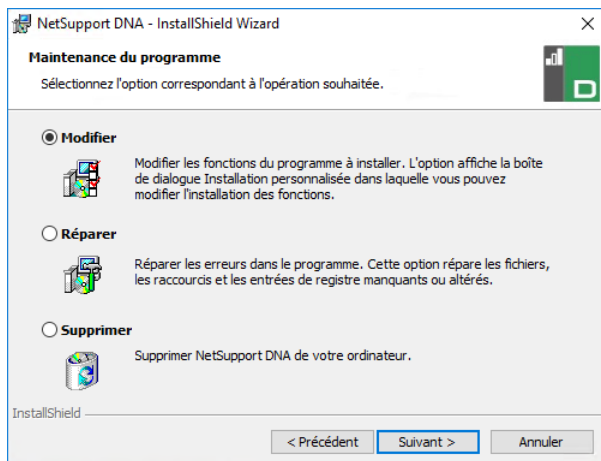 NetSupport DNA - InstallShield Wizard
Maintenance du programme
Sélectionnez l'option correspondant à l'opération souhaitée.
D
Modifier
Modifier les fonctions du programme à installer. L'option affiche la boîte
de dialogue Installation personnalisée dans laquelle vous pouvez
modifier l'installation des fonctions.
Réparer
Réparer les erreurs dans le programme. Cette option répare les fichiers,
les raccourcis et les entrées de registre manquants ou altérés.
Supprimer
Supprimer NetSupport DNA de votre ordinateur.
InstallShield
< Précédent Suivant > Annuler